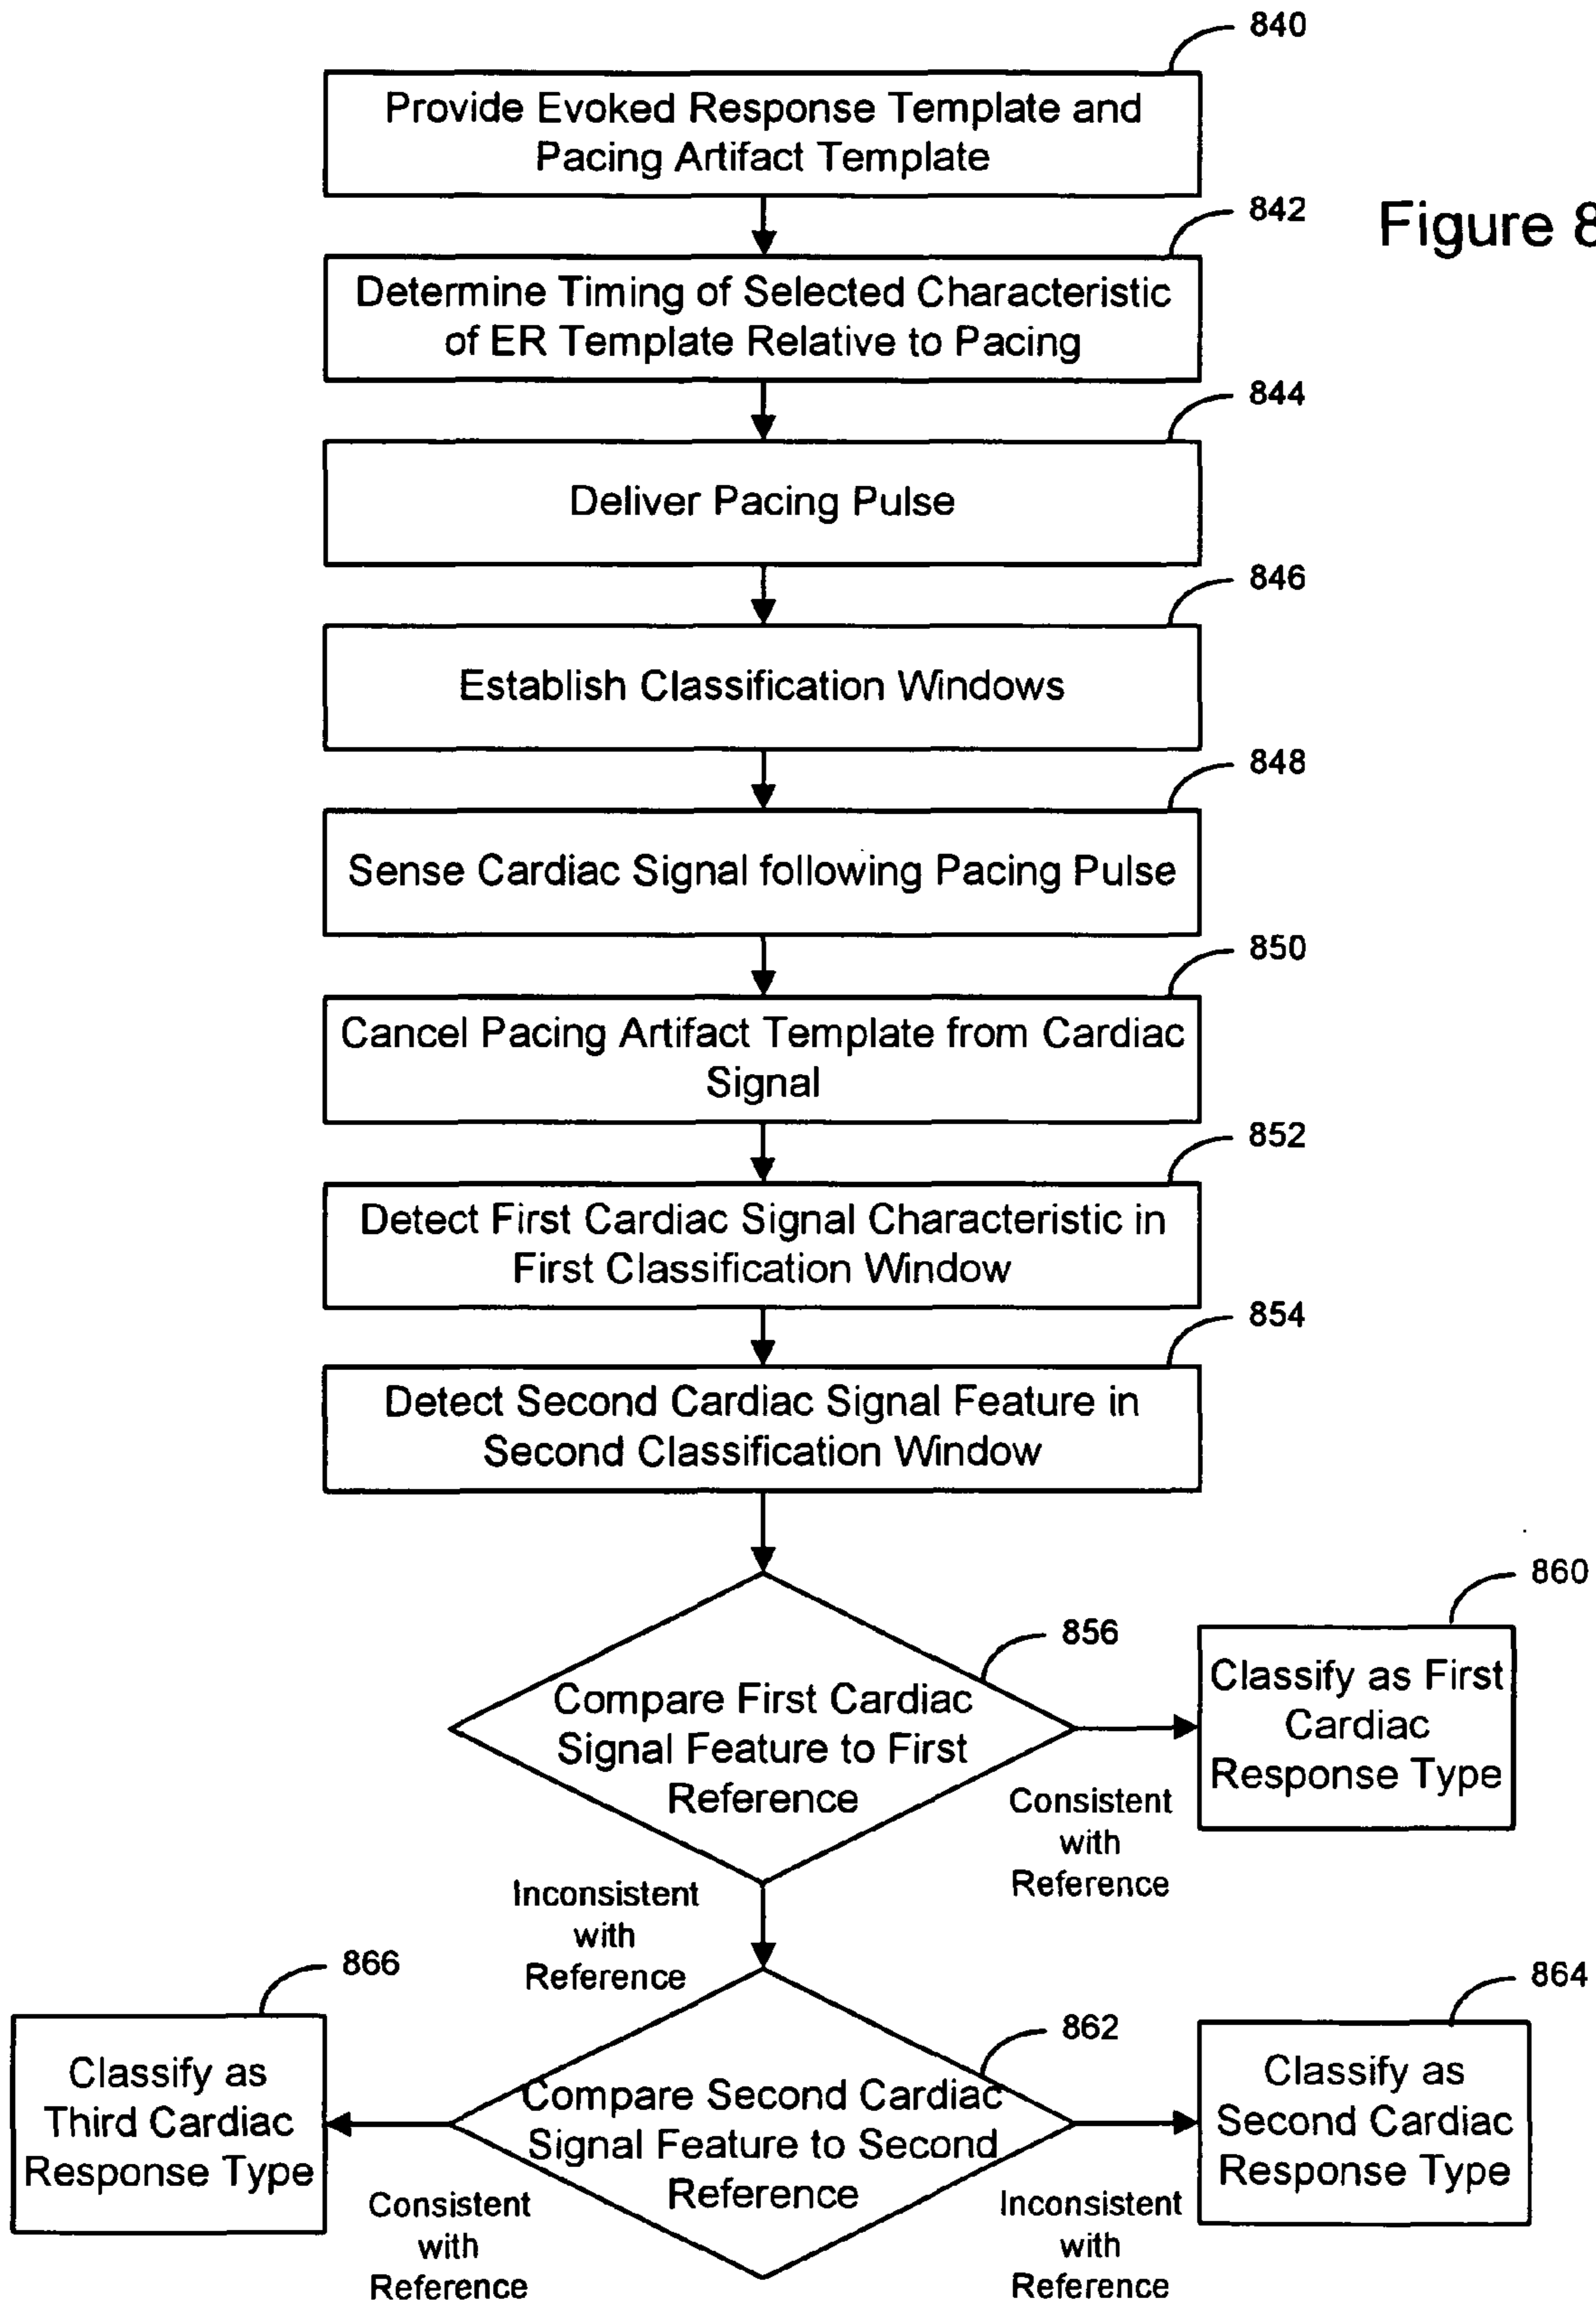 840
Provide Evoked Response Template and
Pacing Artifact Template
Figure 8
842
Determine Timing of Selected Characteristic
of ER Template Relative to Pacing
844
Deliver Pacing Pulse
846
Establish Classification Windows
848
Sense Cardiac Signal following Pacing Pulse
850
Cancel Pacing Artifact Template from Cardiac
Signal
852
Detect First Cardiac Signal Characteristic in
First Classification Window
854
Detect Second Cardiac Signal Feature in
Second Classification Window
856
Compare First Cardiac
Signal Feature to First
Reference
860
Classify as First
Cardiac
Response Type
Consistent
with
Reference
Inconsistent
with
Reference
866
Classify as
Third Cardiac
Response Type
862
Compare Second Cardiac
Signal Feature to Second
Reference
864
Classify as
Second Cardiac
Response Type
Consistent
with
Reference
Inconsistent
with
Reference